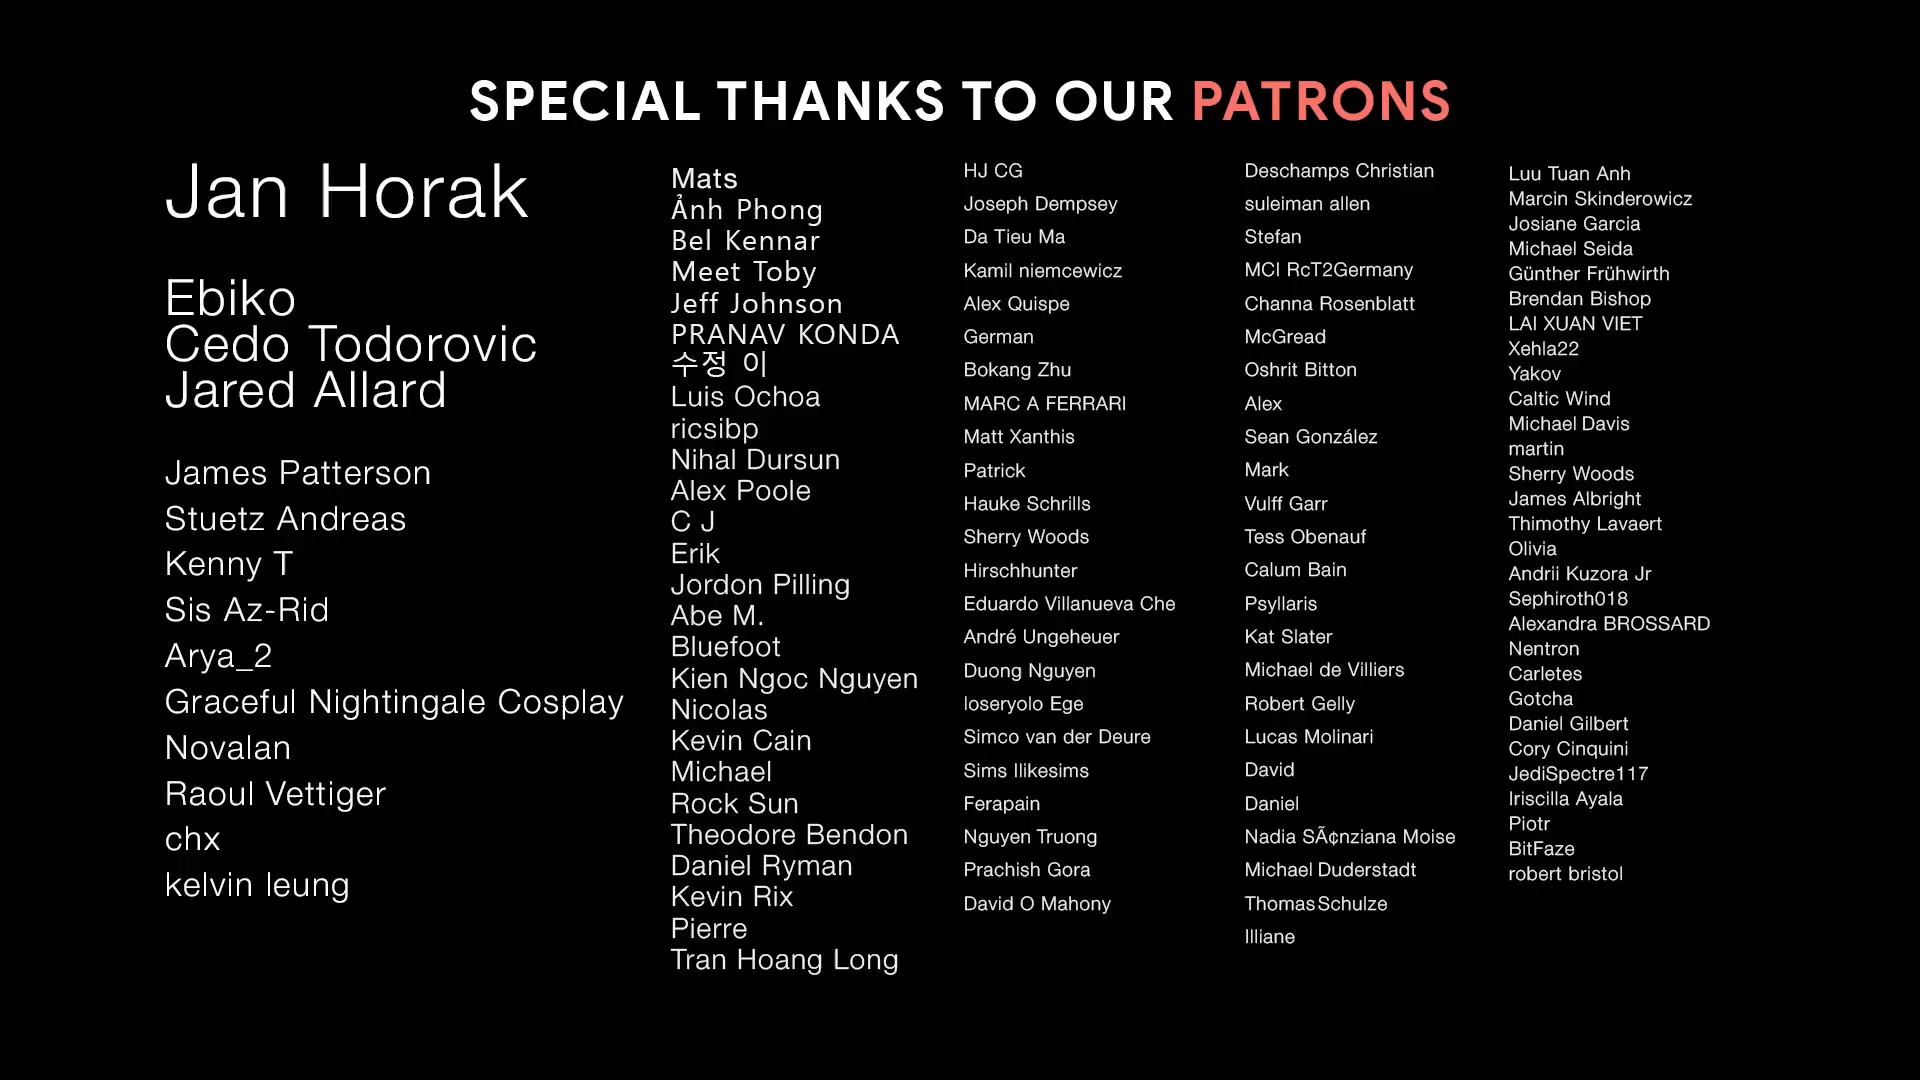 SPECIAL THANKS TO OUR PATRONS
Jan Horak
Ebiko
Cedo Todorovic
Jared Allard
James Patterson
Stuetz Andreas
Kenny T
Sis Az-Rid
Arya_2
Graceful Nightingale Cosplay
Novalan
Raoul Vettiger
chx
kelvin leung
Mats
Ảnh Phong
Bel Kennar
Meet Toby
Jeff Johnson
PRANAV KONDA
수정 이
Luis Ochoa
ricsibp
Nihal Dursun
Alex Poole
C J
Erik
Jordon Pilling
Abe M.
Bluefoot
Kien Ngoc Nguyen
Nicolas
Kevin Cain
Michael
Rock Sun
Theodore Bendon
Daniel Ryman
Kevin Rix
Pierre
Tran Hoang Long
HJ CG
Joseph Dempsey
Da Tieu Ma
Kamil niemcewicz
Alex Quispe
German
Bokang Zhu
MARC A FERRARI
Matt Xanthis
Patrick
Hauke Schrills
Sherry Woods
Hirschhunter
Eduardo Villanueva Che
André Ungeheuer
Duong Nguyen
loseryolo Ege
Simco van der Deure
Sims Ilikesims
Ferapain
Nguyen Truong
Prachish Gora
David O Mahony
Deschamps Christian
suleiman allen
Stefan
MCI RcT2Germany
Channa Rosenblatt
McGread
Oshrit Bitton
Alex
Sean González
Mark
Vulff Garr
Tess Obenauf
Calum Bain
Psyllaris
Kat Slater
Michael de Villiers
Robert Gelly
Lucas Molinari
David
Daniel
Nadia SÃ¢nziana Moise
Michael Duderstadt
Thomas Schulze
Illiane
Luu Tuan Anh
Marcin Skinderowicz
Josiane Garcia
Michael Seida
Günther Frühwirth
Brendan Bishop
LAI XUAN VIET
Xehla22
Yakov
Caltic Wind
Michael Davis
martin
Sherry Woods
James Albright
Thimothy Lavaert
Olivia
Andrii Kuzora Jr
Sephiroth018
Alexandra BROSSARD
Nentron
Carletes
Gotcha
Daniel Gilbert
Cory Cinquini
JediSpectre117
Iriscilla Ayala
Piotr
BitFaze
robert bristol